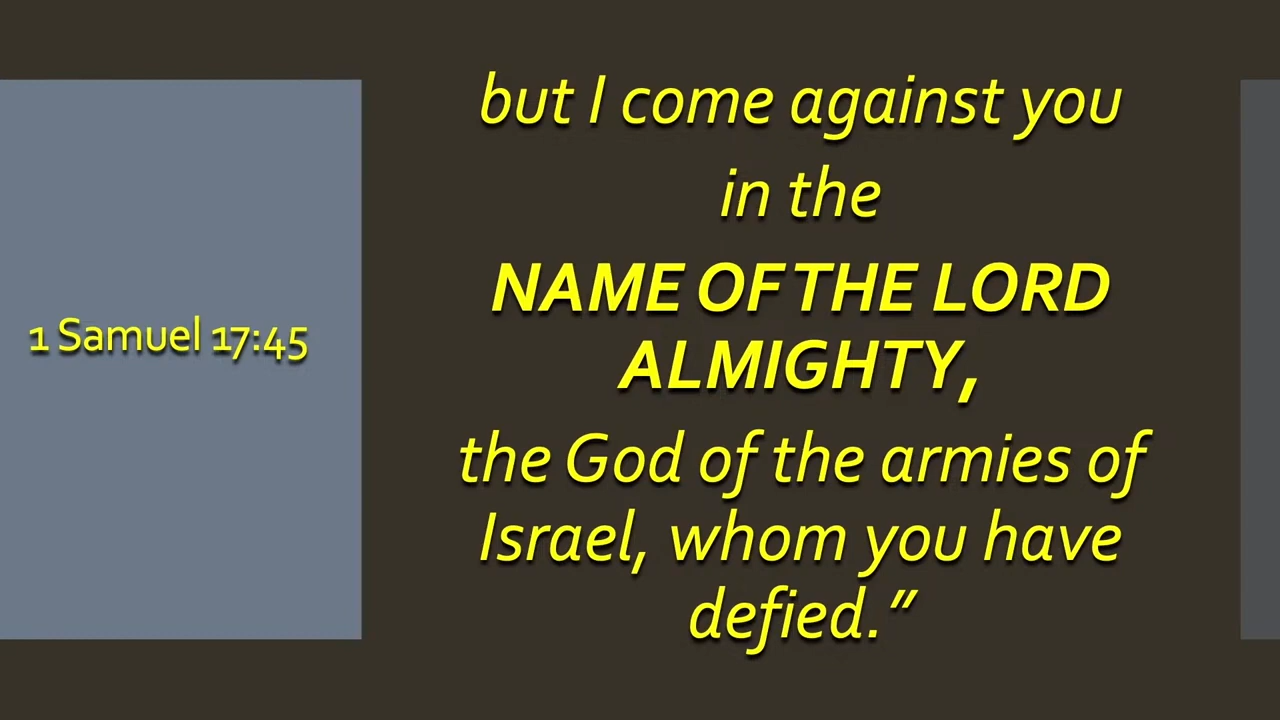 1 Samuel 17:45
but I come against you
in the
NAME OF THE LORD
ALMIGHTY,
the God of the armies of
Israel, whom you have
defied.”